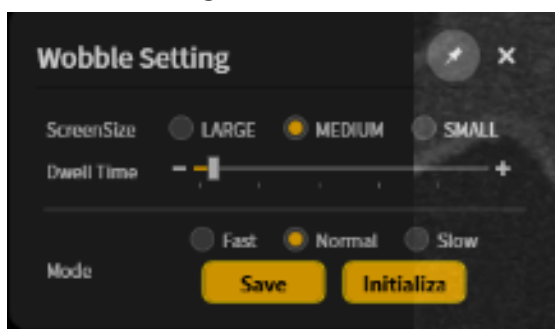 Wobble Setting
ScreenSize LARGE MEDIUM SMALL
Dwell Time - +
Fast Normal Slow
Mode
Save Initializa